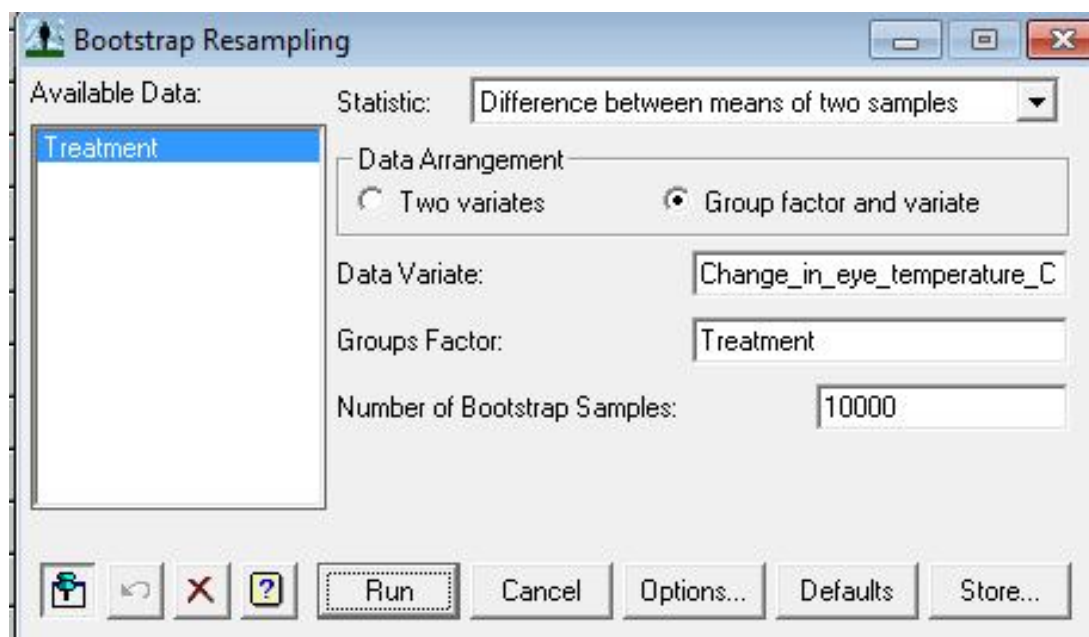 Bootstrap Resampling
Available Data:
Treatment
Statistic:
Difference between means of two samples
Data Arrangement
Two variates
Group factor and variate
Data Variate:
Change_in_eye_temperature_C
Groups Factor:
Treatment
Number of Bootstrap Samples:
10000
?
Run
Cancel
Options...
Defaults
Store...